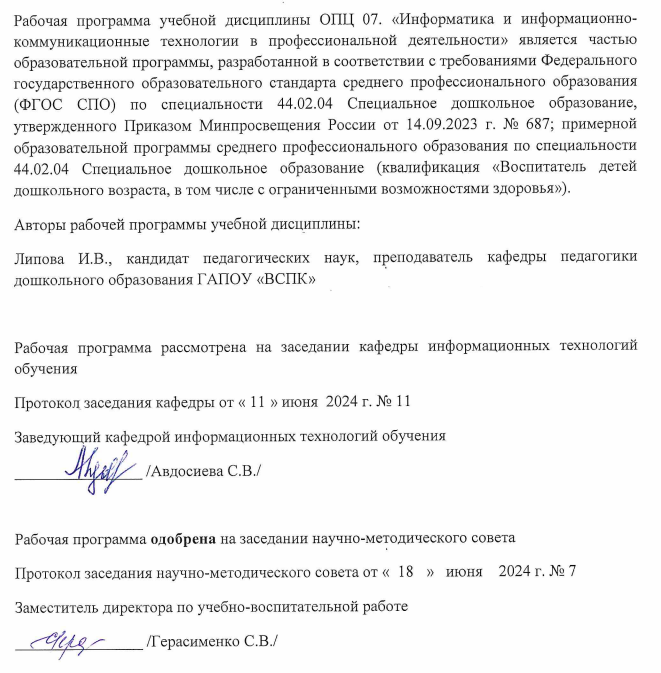 Рабочая программа учебной дисциплины ОПЦ 07. «Информатика и информационно-
коммуникационные технологии в профессиональной деятельности» является частью
образовательной программы, разработанной в соответствии с требованиями Федерального
государственного образовательного стандарта среднего профессионального образования
(ФГОС СПО) по специальности 44.02.04 Специальное дошкольное образование,
утвержденного Приказом Минпросвещения России от 14.09.2023 г. № 687; примерной
образовательной программы среднего профессионального образования по специальности
44.02.04 Специальное дошкольное образование (квалификация «Воспитатель детей
дошкольного возраста, в том числе с ограниченными возможностями здоровья»).
Авторы рабочей программы учебной дисциплины:
Липова И.В., кандидат педагогических наук, преподаватель кафедры педагогики
дошкольного образования ГАПОУ «ВСПК»
Рабочая программа рассмотрена на заседании кафедры информационных технологий
обучения
Протокол заседания кафедры от « 11 » июня 2024 г. № 11
Заведующий кафедрой информационных технологий обучения
/Авдосиева С.В./
Рабочая программа одобрена на заседании научно-методического совета
Протокол заседания научно-методического совета от « 18 » июня 2024 г. № 7
Заместитель директора по учебно-воспитательной работе
/Герасименко С.В./